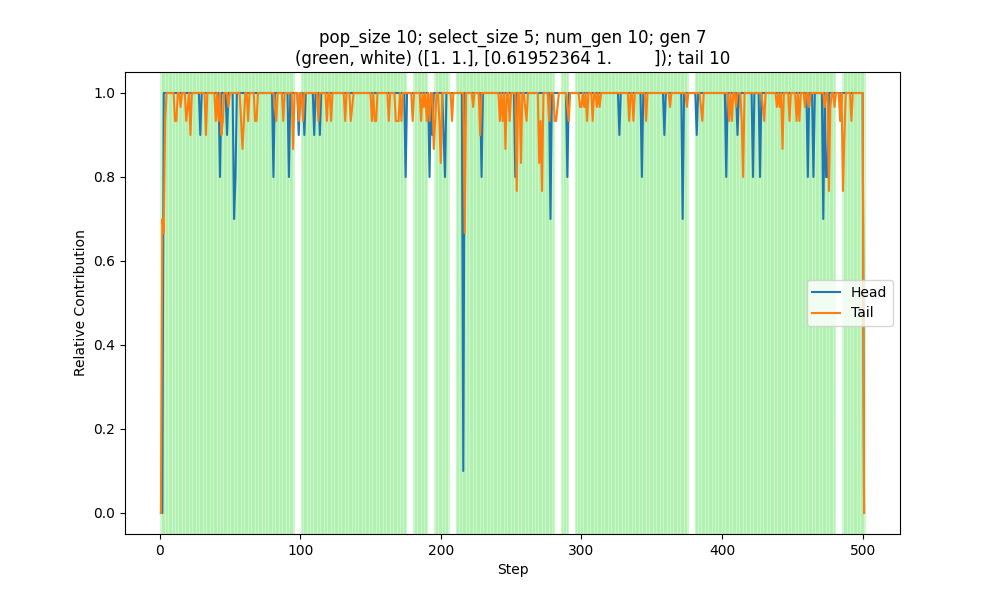 pop_size 10; select_size 5; num_gen 10; gen 7
(green, white) ([1. 1.], [0.61952364 1.        ]); tail 10
Relative Contribution
1.0
0.8
0.6
0.4
0.2
0.0
Head
Tail
0
100
200
300
400
500
Step